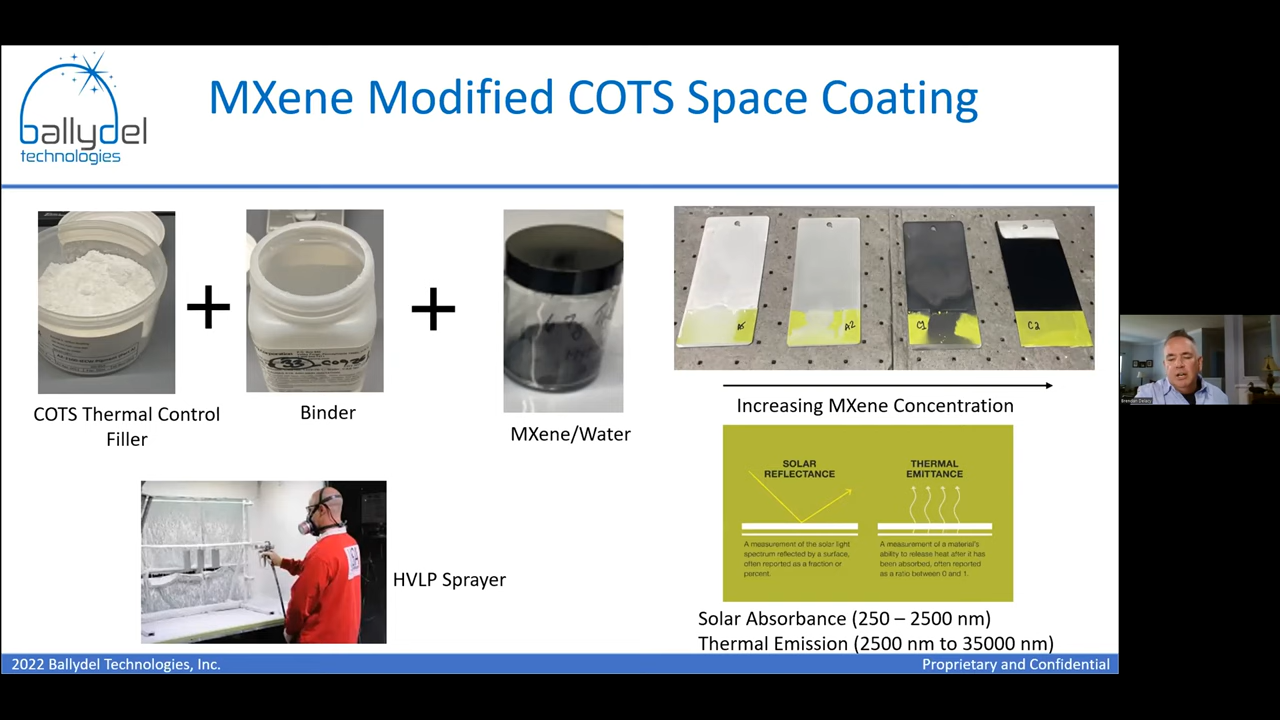 ballydel
technologies
MXene Modified COTS Space Coating
COTS Thermal Control
Filler
Binder
MXene/Water
A2
C1
C2
Increasing MXene Concentration
SOLAR
REFLECTANCE
A measurement of the solar light
spectrum reflected by a surface,
often reported as a fraction or
percent.
THERMAL
EMITTANCE
A measurement of a material's
ability to release heat after it has
been absorbed, often reported
as a ratio between 0 and 1.
HVLP Sprayer
Solar Absorbance (250 – 2500 nm)
Thermal Emission (2500 nm to 35000 nm)
2022 Ballydel Technologies, Inc.
Proprietary and Confidential